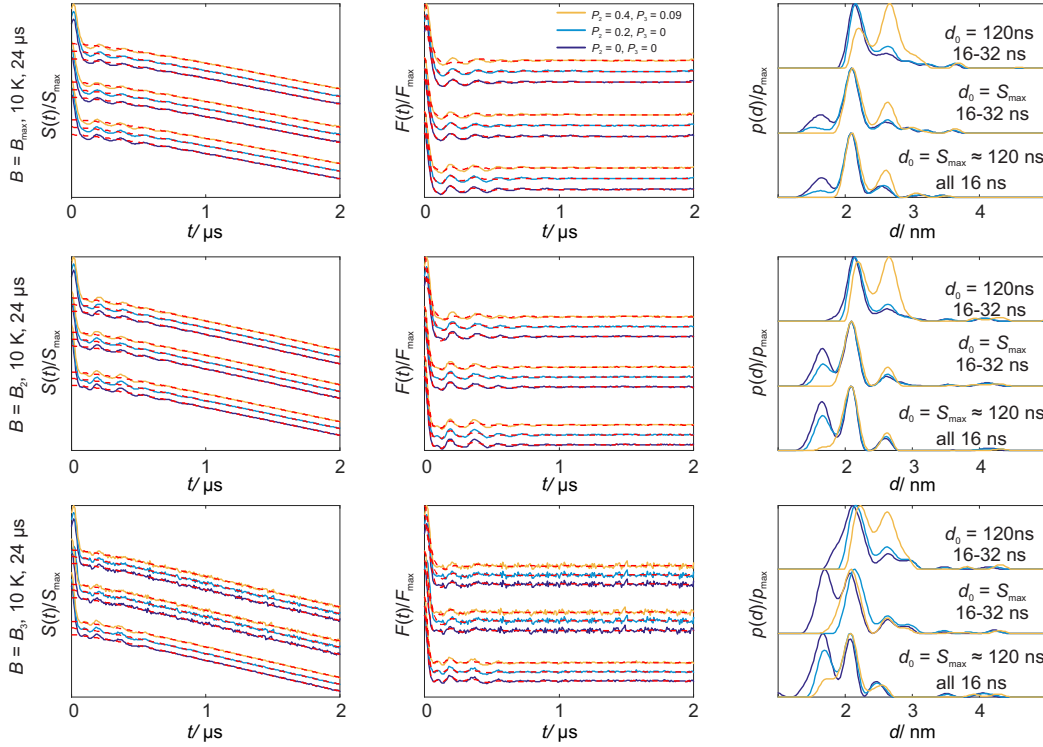 B = B_max, 10 K, 24 μs
S(t)/S_max
0 1 2
t/ μs
F(t)/F_max
P_2 = 0.4, P_3 = 0.09
P_2 = 0.2, P_3 = 0
P_2 = 0, P_3 = 0
0 1 2
t/ μs
p(d)/p_max
d_0 = 120ns
16-32 ns
d_0 = S_max
16-32 ns
d_0 = S_max ≈ 120 ns
all 16 ns
2 3 4
d/ nm
B = B_2, 10 K, 24 μs
S(t)/S_max
0 1 2
t/ μs
F(t)/F_max
0 1 2
t/ μs
p(d)/p_max
d_0 = 120ns
16-32 ns
d_0 = S_max
16-32 ns
d_0 = S_max ≈ 120 ns
all 16 ns
2 3 4
d/ nm
B = B_3, 10 K, 24 μs
S(t)/S_max
0 1 2
t/ μs
F(t)/F_max
0 1 2
t/ μs
p(d)/p_max
d_0 = 120ns
16-32 ns
d_0 = S_max
16-32 ns
d_0 = S_max ≈ 120 ns
all 16 ns
2 3 4
d/ nm